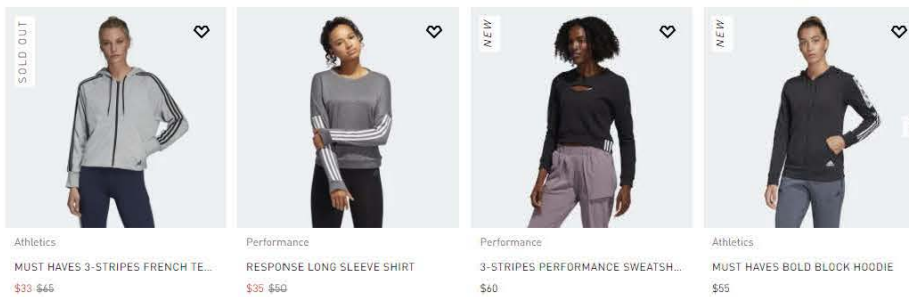 SOLD OUT
NEW
NEW
Athletics
MUST HAVES 3-STRIPES FRENCH TE...
$33 $65
Performance
RESPONSE LONG SLEEVE SHIRT
$35 $50
Performance
3-STRIPES PERFORMANCE SWEATSH...
$60
Athletics
MUST HAVES BOLD BLOCK HOODIE
$55